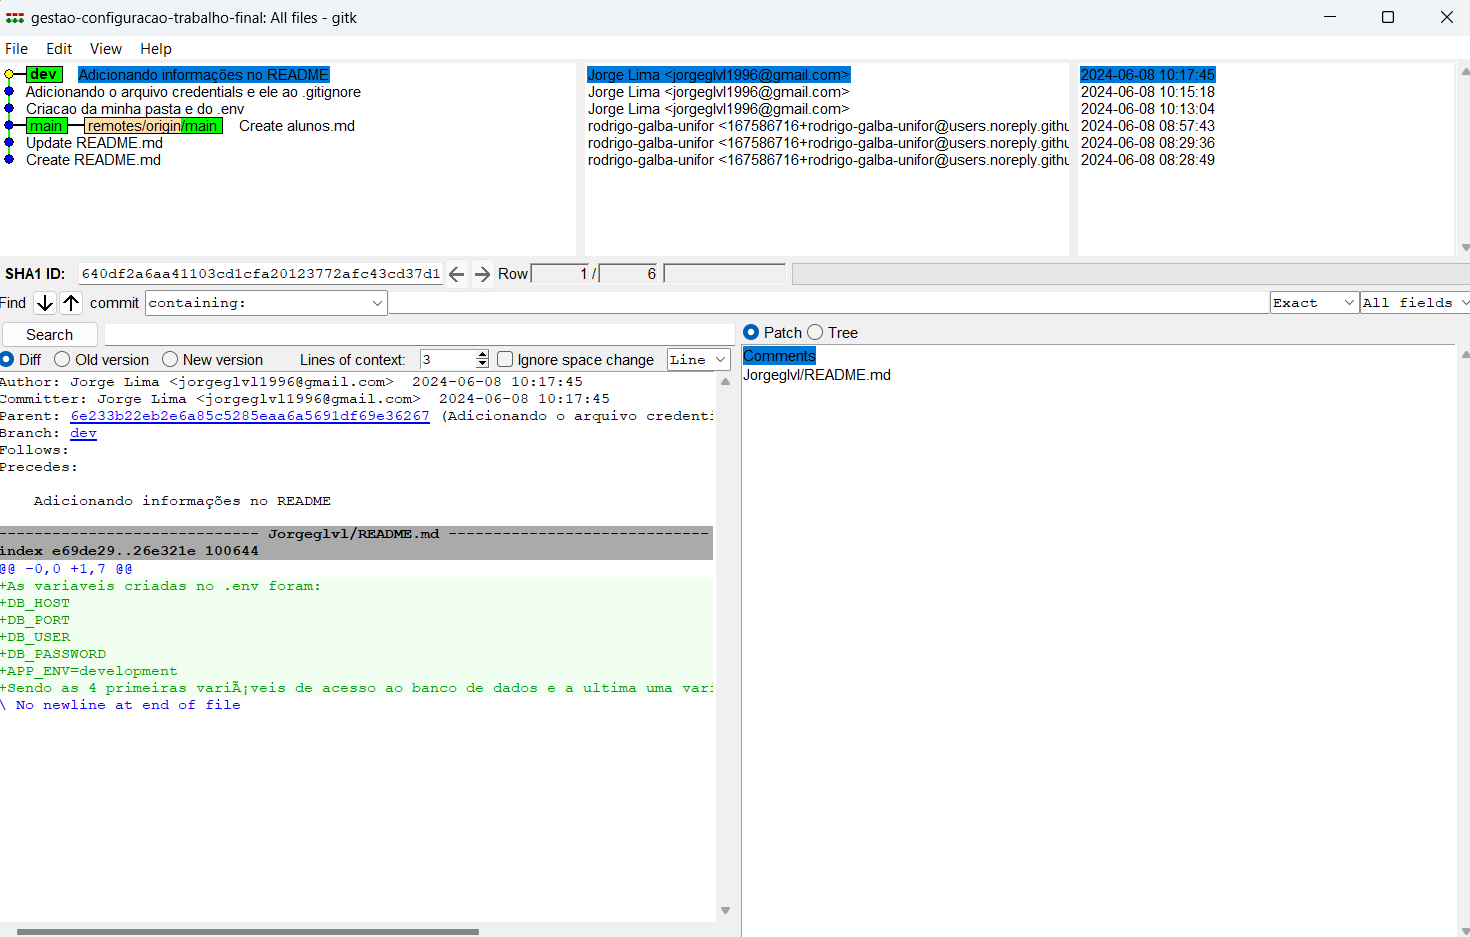 gestao-configuracao-trabalho-final: All files - gitk
File Edit View Help
dev Adicionando informações no README Jorge Lima <jorgeglvl1996@gmail.com> 2024-06-08 10:17:45
Adicionando o arquivo credentials e ele ao .gitignore Jorge Lima <jorgeglvl1996@gmail.com> 2024-06-08 10:15:18
Criacao da minha pasta e do .env Jorge Lima <jorgeglvl1996@gmail.com> 2024-06-08 10:13:04
main remotes/origin/main Create alunos.md rodrigo-galba-unifor <167586716+rodrigo-galba-unifor@users.noreply.githu 2024-06-08 08:57:43
Update README.md rodrigo-galba-unifor <167586716+rodrigo-galba-unifor@users.noreply.githu 2024-06-08 08:29:36
Create README.md rodrigo-galba-unifor <167586716+rodrigo-galba-unifor@users.noreply.githu 2024-06-08 08:28:49
SHA1 ID: 640df2a6aa41103cd1cfa20123772afc43cd37d1 Row 1 / 6
Find commit containing: Exact All fields
Search
Patch Tree
Diff Old version New version Lines of context: 3 Ignore space change Line
Comments
Jorgeglvl/README.md
Author: Jorge Lima <jorgeglvl1996@gmail.com> 2024-06-08 10:17:45
Committer: Jorge Lima <jorgeglvl1996@gmail.com> 2024-06-08 10:17:45
Parent: 6e233b22eb2e6a85c5285eaa6a5691df69e36267 (Adicionando o arquivo credenti
Branch: dev
Follows:
Precedes:
Adicionando informações no README
---------------------------- Jorgeglvl/README.md -----------------------------
index e69de29..26e321e 100644
@@ -0,0 +1,7 @@
+As variaveis criadas no .env foram:
+DB_HOST
+DB_PORT
+DB_USER
+DB_PASSWORD
+APP_ENV=development
+Sendo as 4 primeiras variÃ¡veis de acesso ao banco de dados e a ultima uma vari
\ No newline at end of file